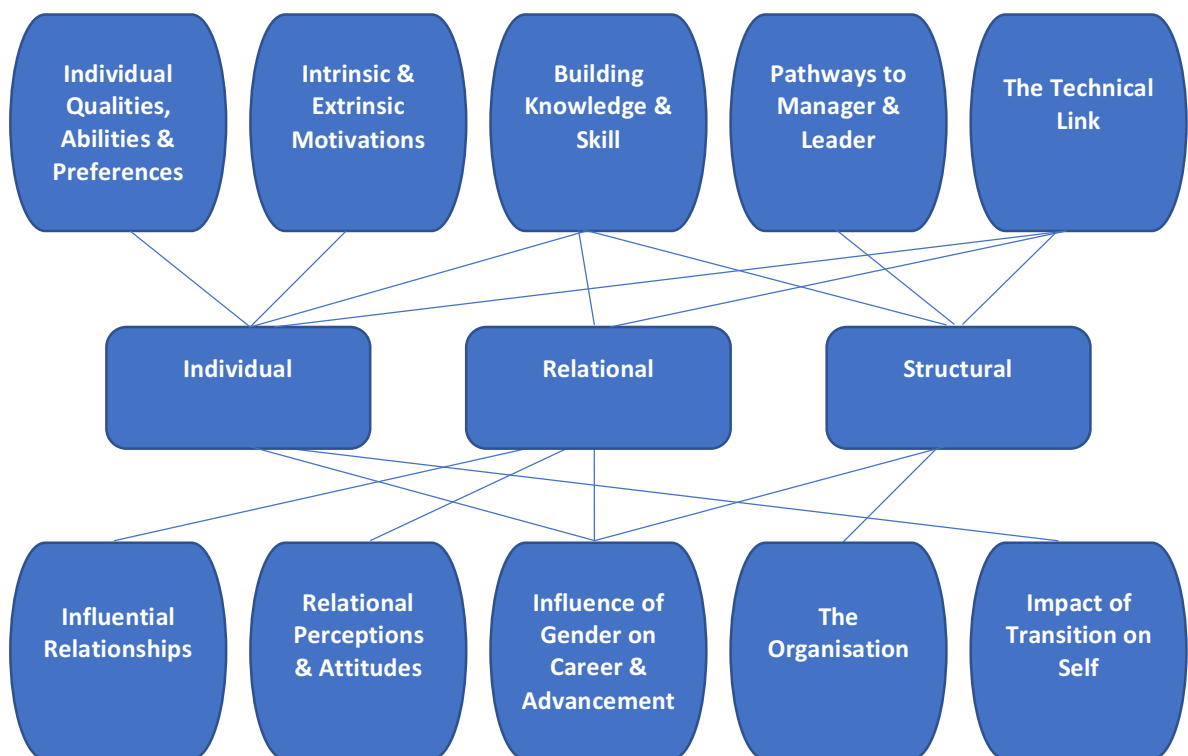 Individual
Qualities,
Abilities &
Preferences
Intrinsic &
Extrinsic
Motivations
Building
Knowledge &
Skill
Pathways to
Manager &
Leader
The Technical
Link
Individual
Relational
Structural
Influential
Relationships
Relational
Perceptions
& Attitudes
Influence of
Gender on
Career &
Advancement
The
Organisation
Impact of
Transition on
Self